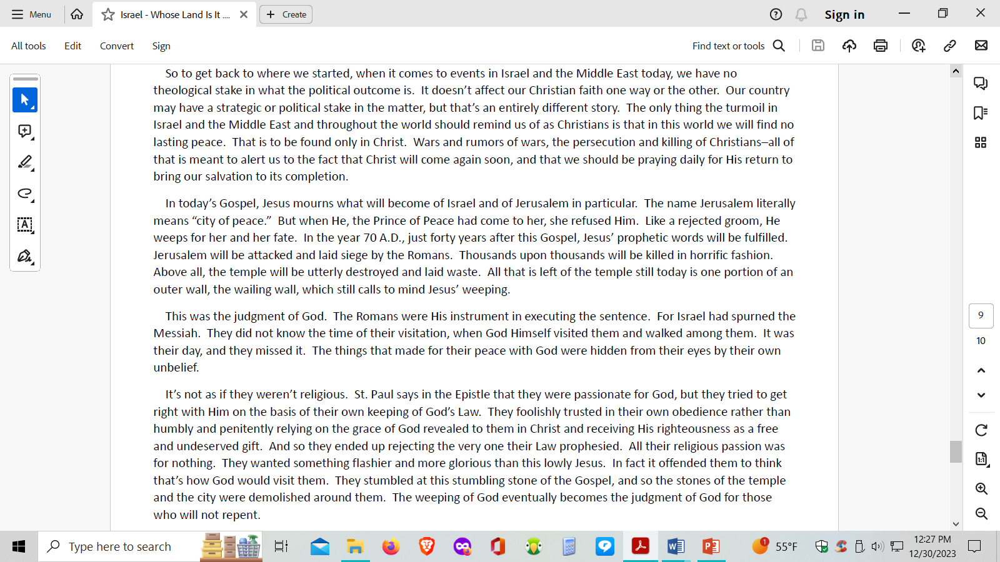 Menu
Israel - Whose Land Is It ....
Create
Sign in
All tools
Edit
Convert
Sign
Find text or tools
So to get back to where we started, when it comes to events in Israel and the Middle East today, we have no
theological stake in what the political outcome is.  It doesn’t affect our Christian faith one way or the other.  Our country
may have a strategic or political stake in the matter, but that’s an entirely different story.  The only thing the turmoil in
Israel and the Middle East and throughout the world should remind us of as Christians is that in this world we will find no
lasting peace.  That is to be found only in Christ.  Wars and rumors of wars, the persecution and killing of Christians–all of
that is meant to alert us to the fact that Christ will come again soon, and that we should be praying daily for His return to
bring our salvation to its completion.
In today’s Gospel, Jesus mourns what will become of Israel and of Jerusalem in particular.  The name Jerusalem literally
means “city of peace.”  But when He, the Prince of Peace had come to her, she refused Him.  Like a rejected groom, He
weeps for her and her fate.  In the year 70 A.D., just forty years after this Gospel, Jesus’ prophetic words will be fulfilled.
Jerusalem will be attacked and laid siege by the Romans.  Thousands upon thousands will be killed in horrific fashion.
Above all, the temple will be utterly destroyed and laid waste.  All that is left of the temple still today is one portion of an
outer wall, the wailing wall, which still calls to mind Jesus’ weeping.
This was the judgment of God.  The Romans were His instrument in executing the sentence.  For Israel had spurned the
Messiah.  They did not know the time of their visitation, when God Himself visited them and walked among them.  It was
their day, and they missed it.  The things that made for their peace with God were hidden from their eyes by their own
unbelief.
It’s not as if they weren’t religious.  St. Paul says in the Epistle that they were passionate for God, but they tried to get
right with Him on the basis of their own keeping of God’s Law.  They foolishly trusted in their own obedience rather than
humbly and penitently relying on the grace of God revealed to them in Christ and receiving His righteousness as a free
and undeserved gift.  And so they ended up rejecting the very one their Law prophesied.  All their religious passion was
for nothing.  They wanted something flashier and more glorious than this lowly Jesus.  In fact it offended them to think
that’s how God would visit them.  They stumbled at this stumbling stone of the Gospel, and so the stones of the temple
and the city were demolished around them.  The weeping of God eventually becomes the judgment of God for those
who will not repent.
9
10
1:1
Type here to search
1
55°F
12:27 PM
12/30/2023